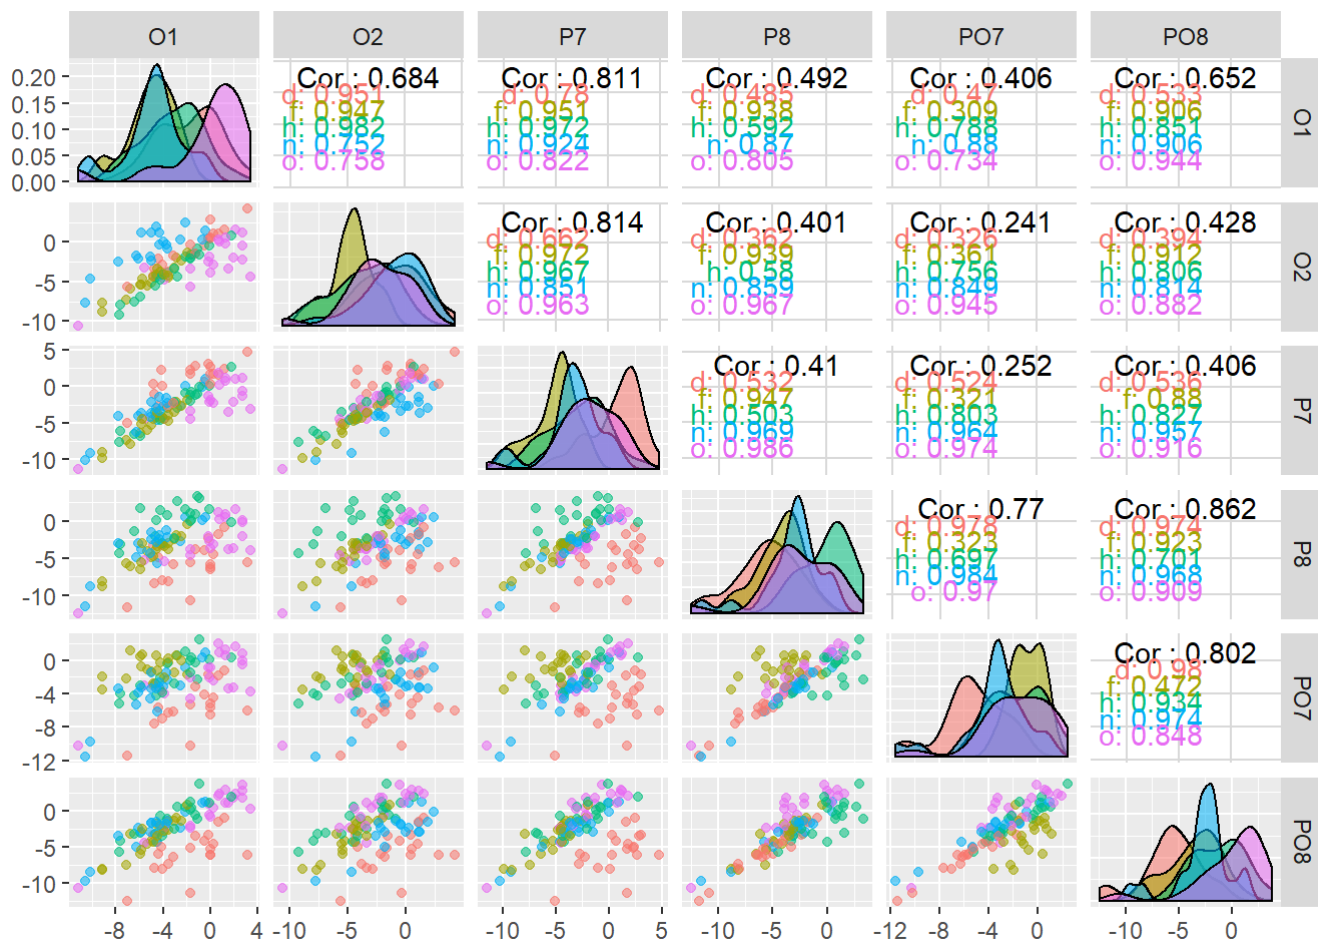 O1 O2 P7 P8 PO7 PO8
0.20
0.15
0.10
0.05
0.00
Cor : 0.684
d: 0.951
f: 0.947
h: 0.982
n: 0.752
o: 0.758
Cor : 0.811
d: 0.78
f: 0.951
h: 0.972
n: 0.924
o: 0.822
Cor : 0.492
d: 0.485
f: 0.938
h: 0.592
n: 0.87
o: 0.805
Cor : 0.406
d: 0.47
f: 0.309
h: 0.788
n: 0.88
o: 0.734
Cor : 0.652
d: 0.533
f: 0.906
h: 0.851
n: 0.906
o: 0.944
O1
0
-5
-10
Cor : 0.814
d: 0.662
f: 0.972
h: 0.967
n: 0.851
o: 0.963
Cor : 0.401
d: 0.362
f: 0.939
h: 0.58
n: 0.859
o: 0.967
Cor : 0.241
d: 0.326
f: 0.361
h: 0.756
n: 0.849
o: 0.945
Cor : 0.428
d: 0.394
f: 0.912
h: 0.806
n: 0.814
o: 0.882
O2
5
0
-5
-10
Cor : 0.41
d: 0.532
f: 0.947
h: 0.503
n: 0.969
o: 0.986
Cor : 0.252
d: 0.524
f: 0.321
h: 0.803
n: 0.964
o: 0.974
Cor : 0.406
d: 0.536
f: 0.88
h: 0.827
n: 0.957
o: 0.916
P7
0
-5
-10
Cor : 0.77
d: 0.978
f: 0.523
h: 0.697
n: 0.984
o: 0.97
Cor : 0.862
d: 0.974
f: 0.923
h: 0.701
n: 0.968
o: 0.909
P8
0
-4
-8
-12
Cor : 0.802
d: 0.98
f: 0.472
h: 0.934
n: 0.974
o: 0.848
PO7
0
-5
-10
PO8
-8 -4 0 4 -10 -5 0 -10 -5 0 5 -10 -5 0 -12 -8 -4 0 -10 -5 0